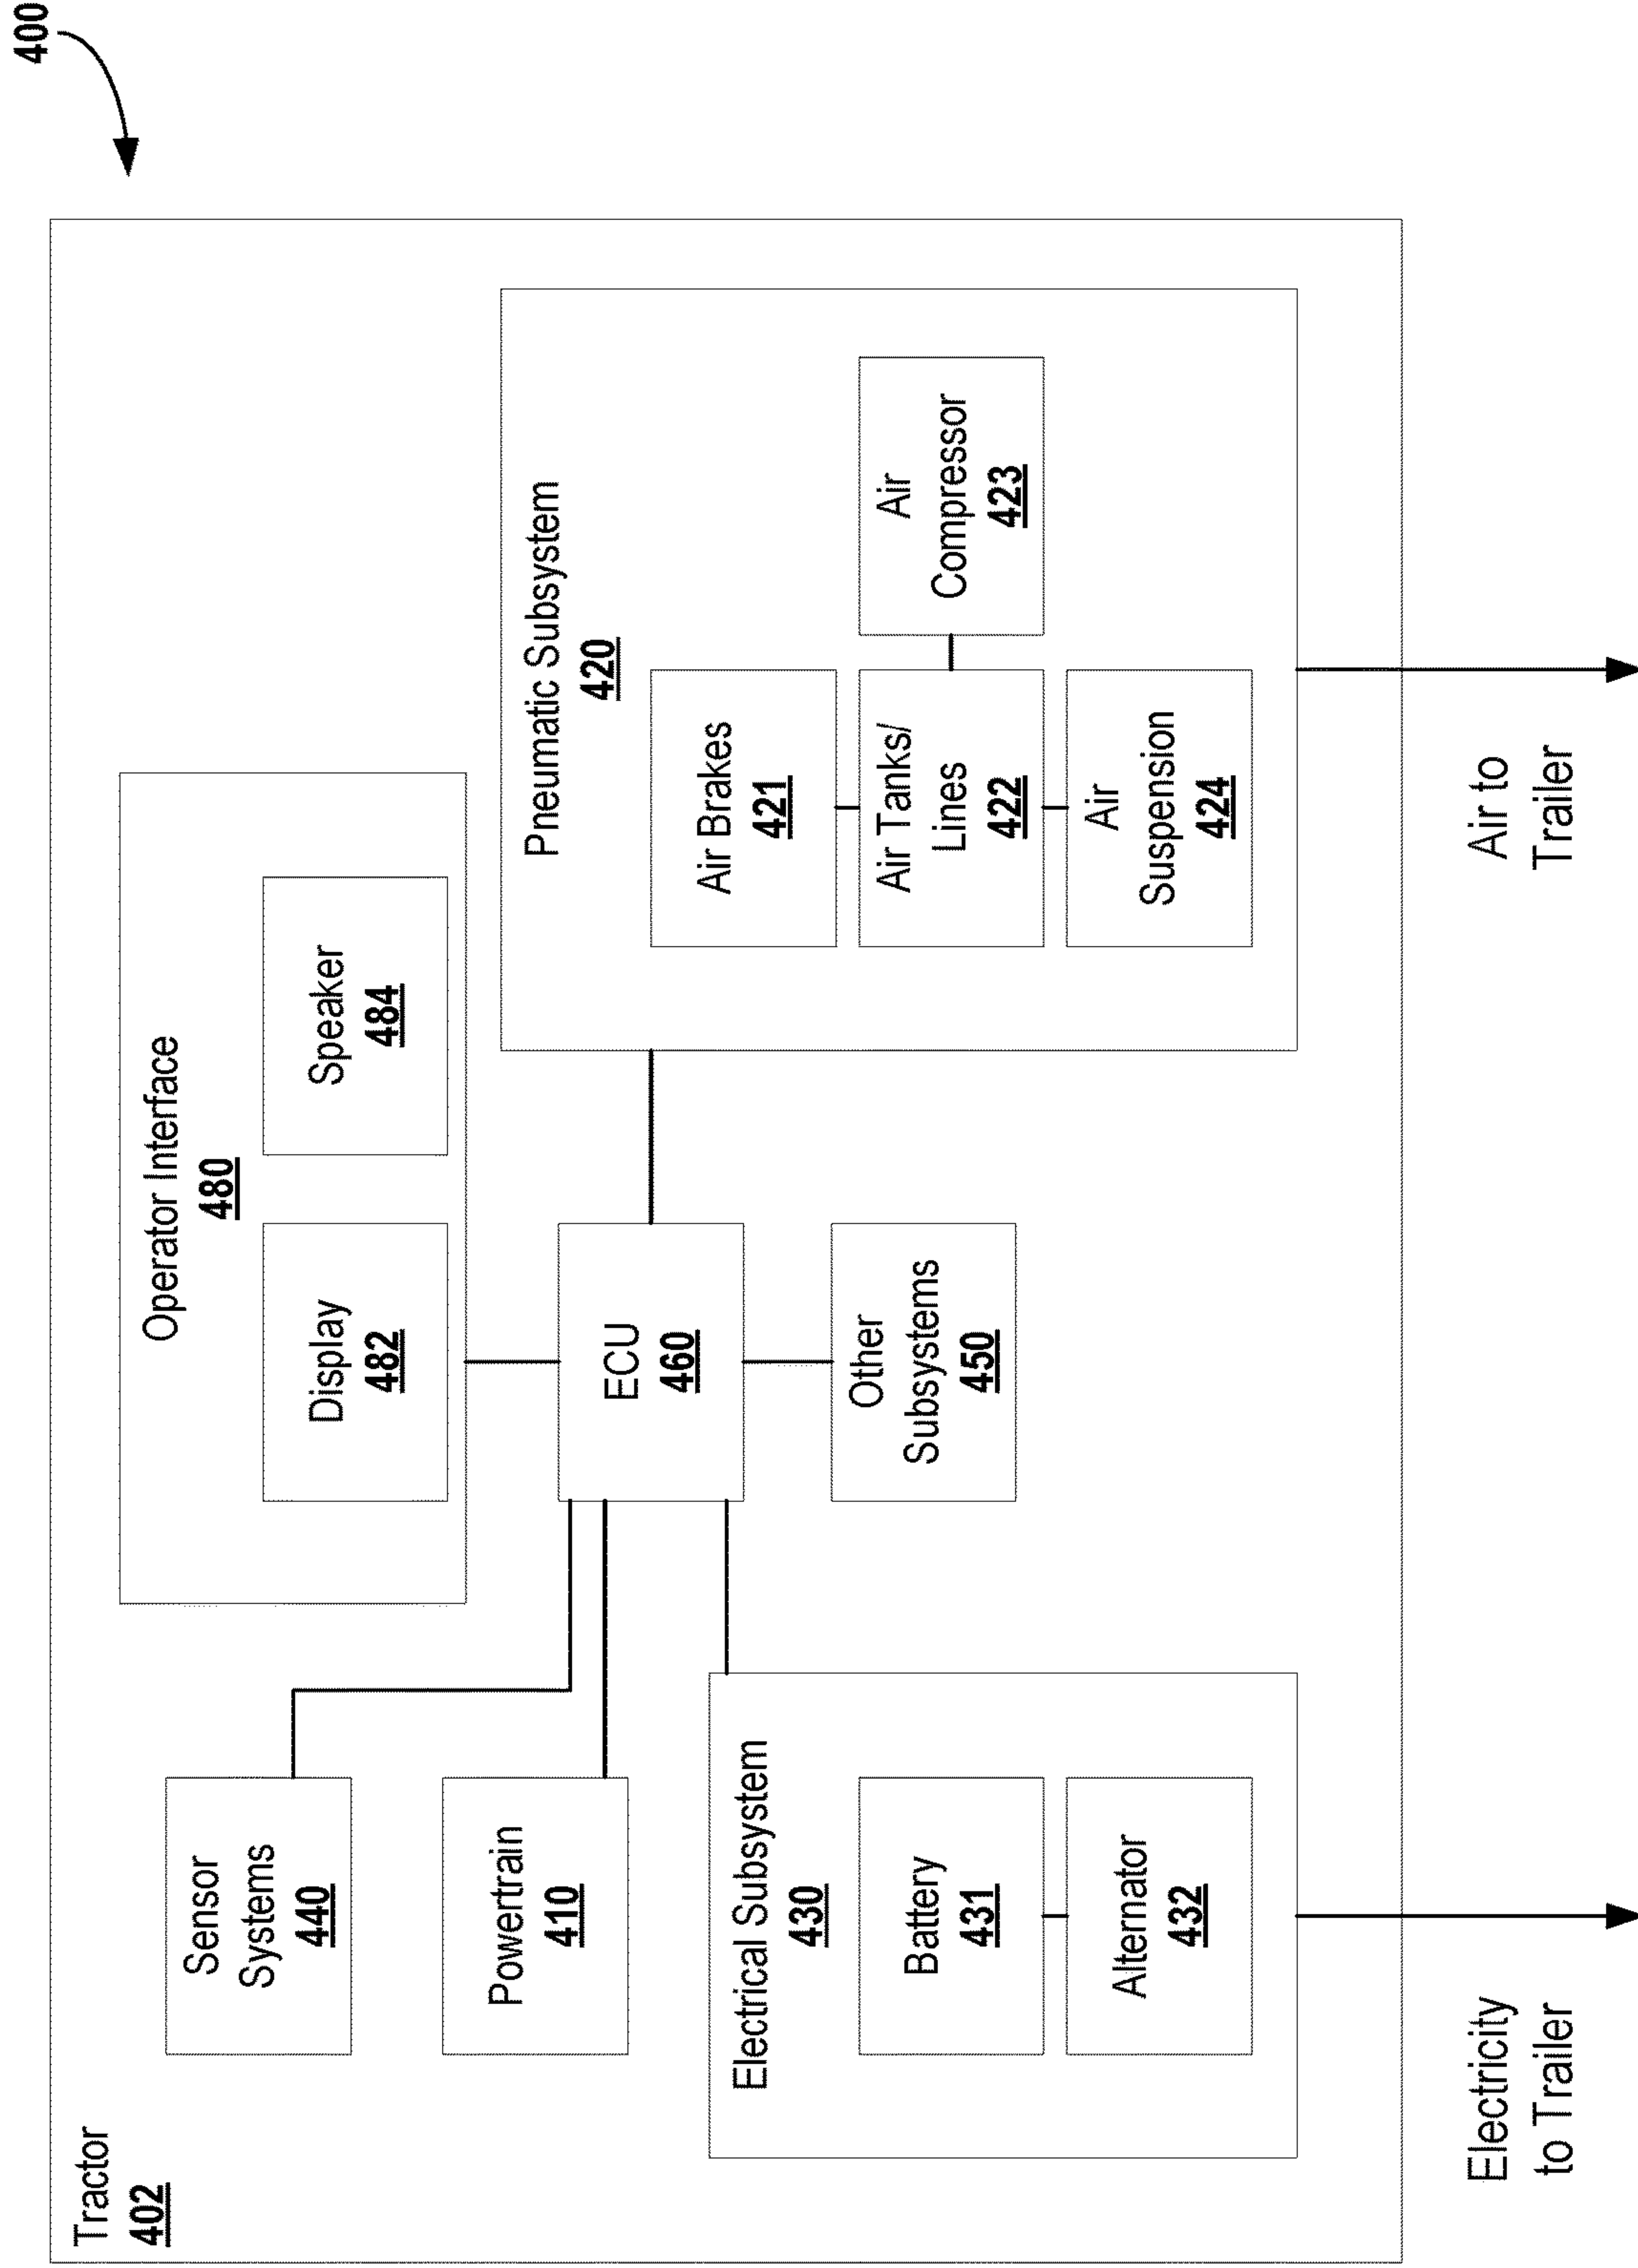 400
Tractor
402
Operator Interface
480
Display
482
Speaker
484
Sensor
Systems
440
Powertrain
410
ECU
460
Other
Subsystems
450
Pneumatic Subsystem
420
Air Brakes
421
Air Tanks/
Lines
422
Air
Compressor
423
Air
Suspension
424
Electrical Subsystem
430
Battery
431
Alternator
432
Electricity
to Trailer
Air to
Trailer